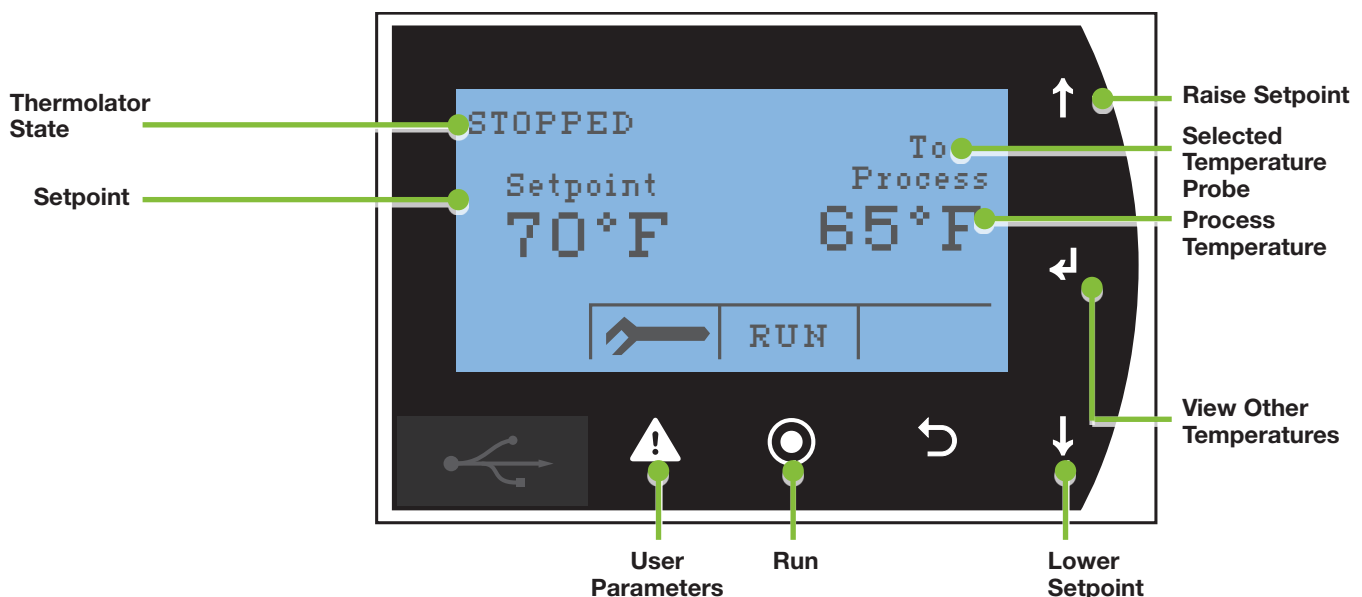 Thermolator
State
Setpoint
STOPPED
To
Process
Setpoint
70°F
65°F
RUN
Raise Setpoint
Selected
Temperature
Probe
Process
Temperature
View Other
Temperatures
User
Parameters
Run
Lower
Setpoint